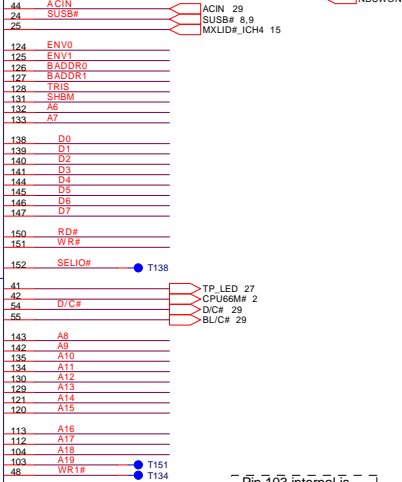 NBSWON
44 ACIN ACIN 29
24 SUSB# SUSB# 8,9
25 MXLID#_ICH4 15
124 ENV0
125 ENV1
126 BADDR0
127 BADDR1
128 TRIS
131 SHBM
132 A6
133 A7
138 D0
139 D1
140 D2
141 D3
144 D4
145 D5
146 D6
147 D7
150 RD#
151 WR#
152 SELIO# T138
41 TP_LED 27
42 CPU66M# 2
54 D/C# D/C# 29
55 BL/C# 29
143 A8
142 A9
135 A10
134 A11
130 A12
129 A13
121 A14
120 A15
113 A16
112 A17
104 A18
103 A19 T151
48 WR1# T134
Pin 103 internal is